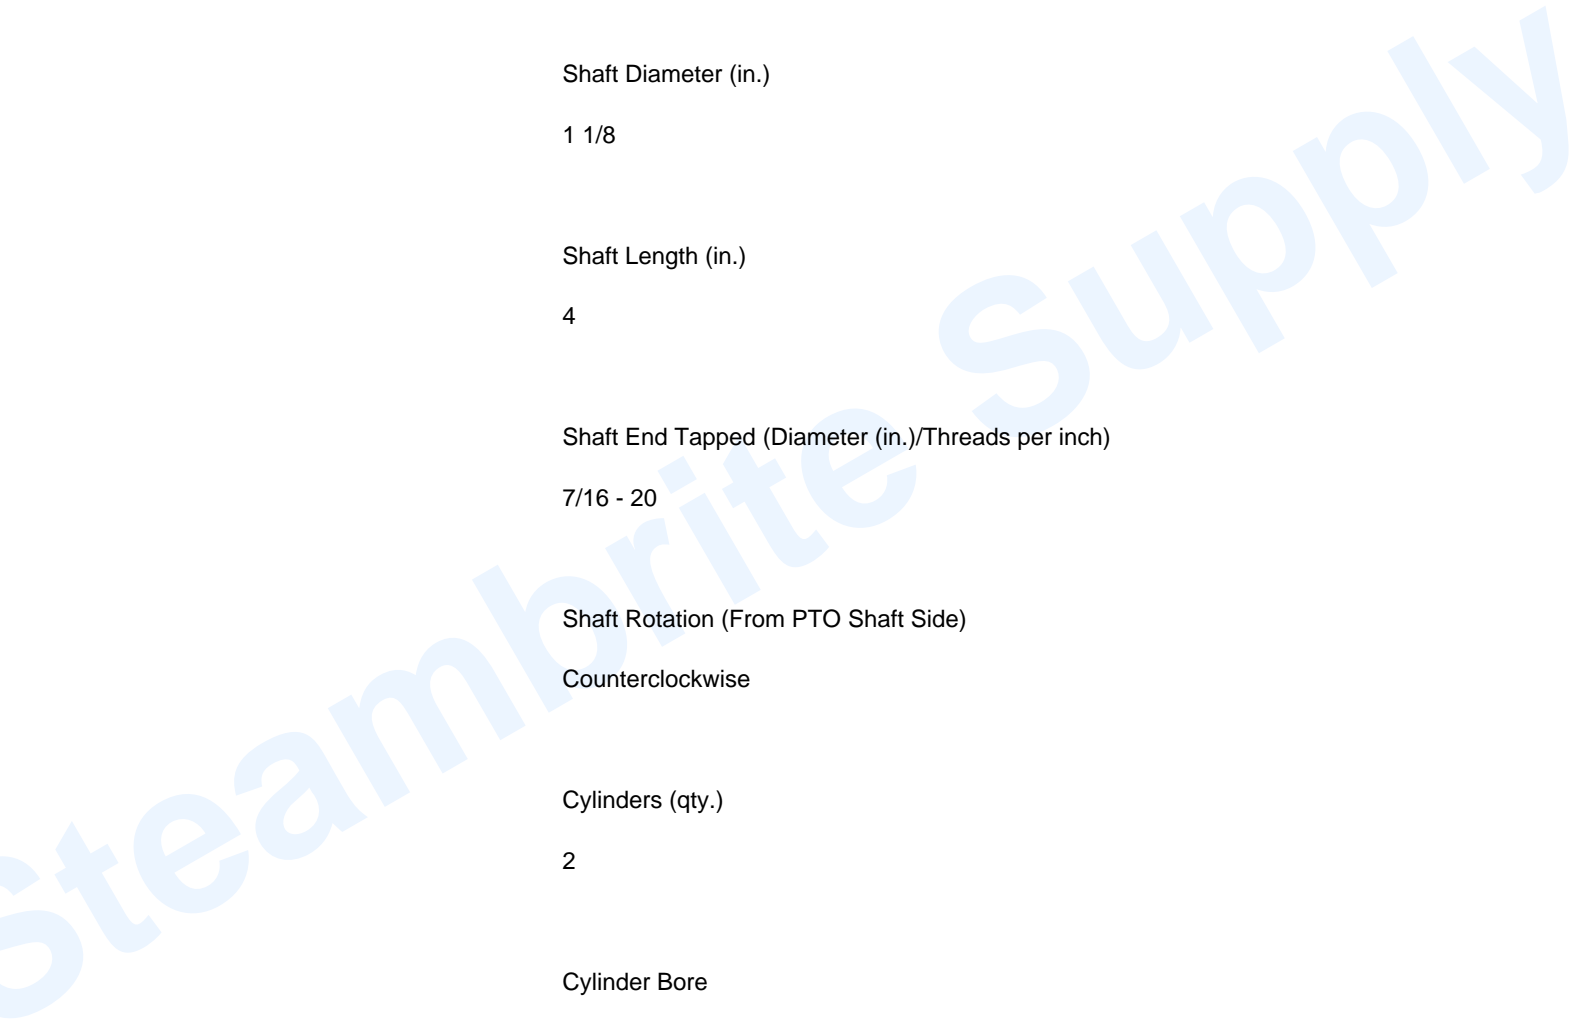 Shaft Diameter (in.)
1 1/8
Shaft Length (in.)
4
Shaft End Tapped (Diameter (in.)/Threads per inch)
7/16 - 20
Shaft Rotation (From PTO Shaft Side)
Counterclockwise
Cylinders (qty.)
2
Cylinder Bore
Steambrite Supply